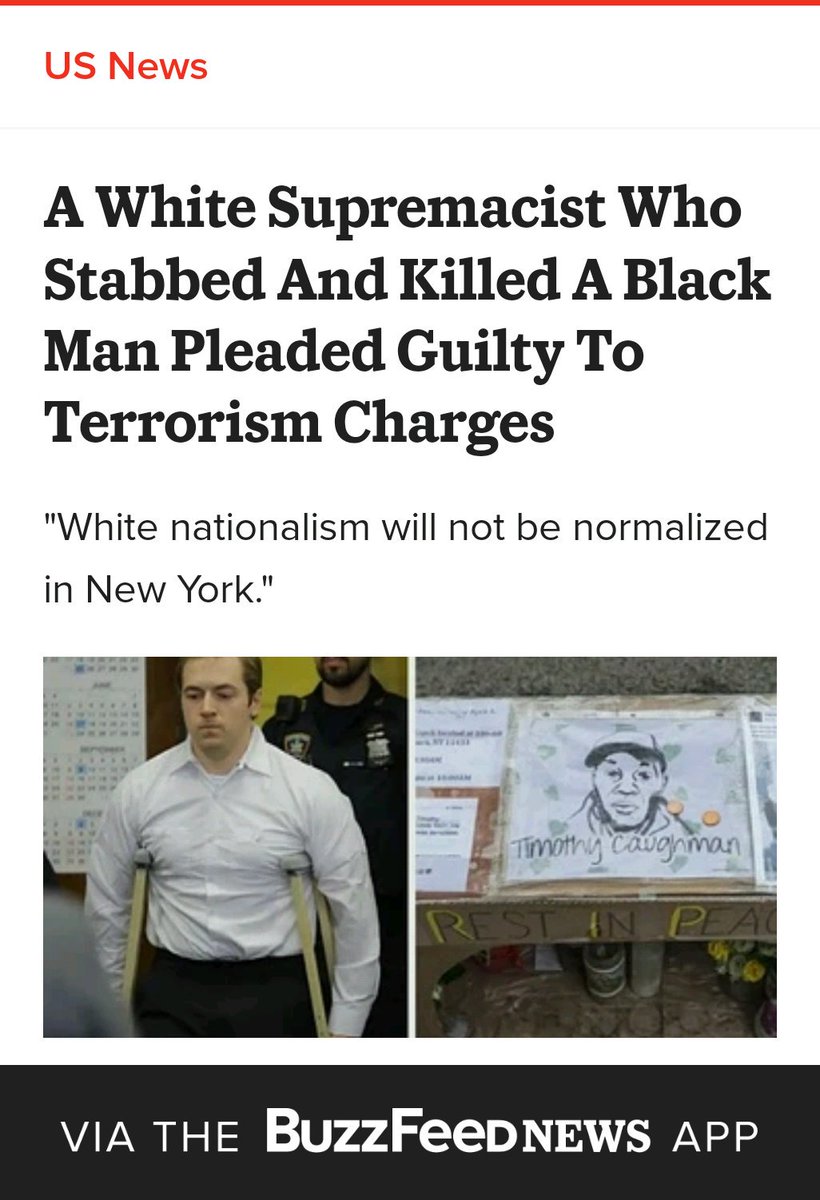 US News
A White Supremacist Who
Stabbed And Killed A Black
Man Pleaded Guilty To
Terrorism Charges
"White nationalism will not be normalized
in New York."
Timothy Caughman
REST IN PEAC
VIA THE BuzzFeed NEWS APP